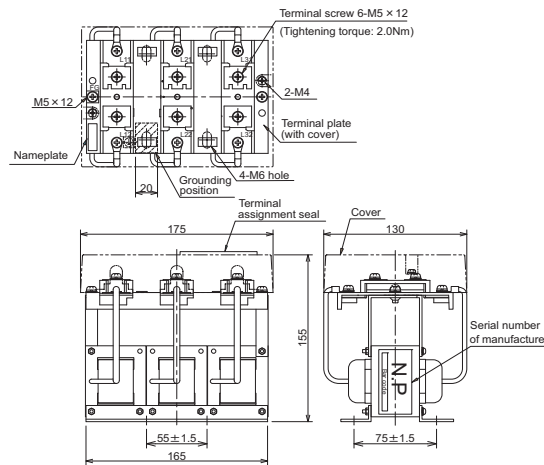 Terminal screw 6-M5×12
(Tightening torque: 2.0Nm)
L11
L21
L31
EG
M5×12
2-M4
Terminal plate
(with cover)
L22
L32
Nameplate
4-M6 hole
20
Grounding
position
Terminal
assignment seal
Cover
175
130
155
Serial number
of manufacture
N.P
Barcode
55±1.5
165
75±1.5